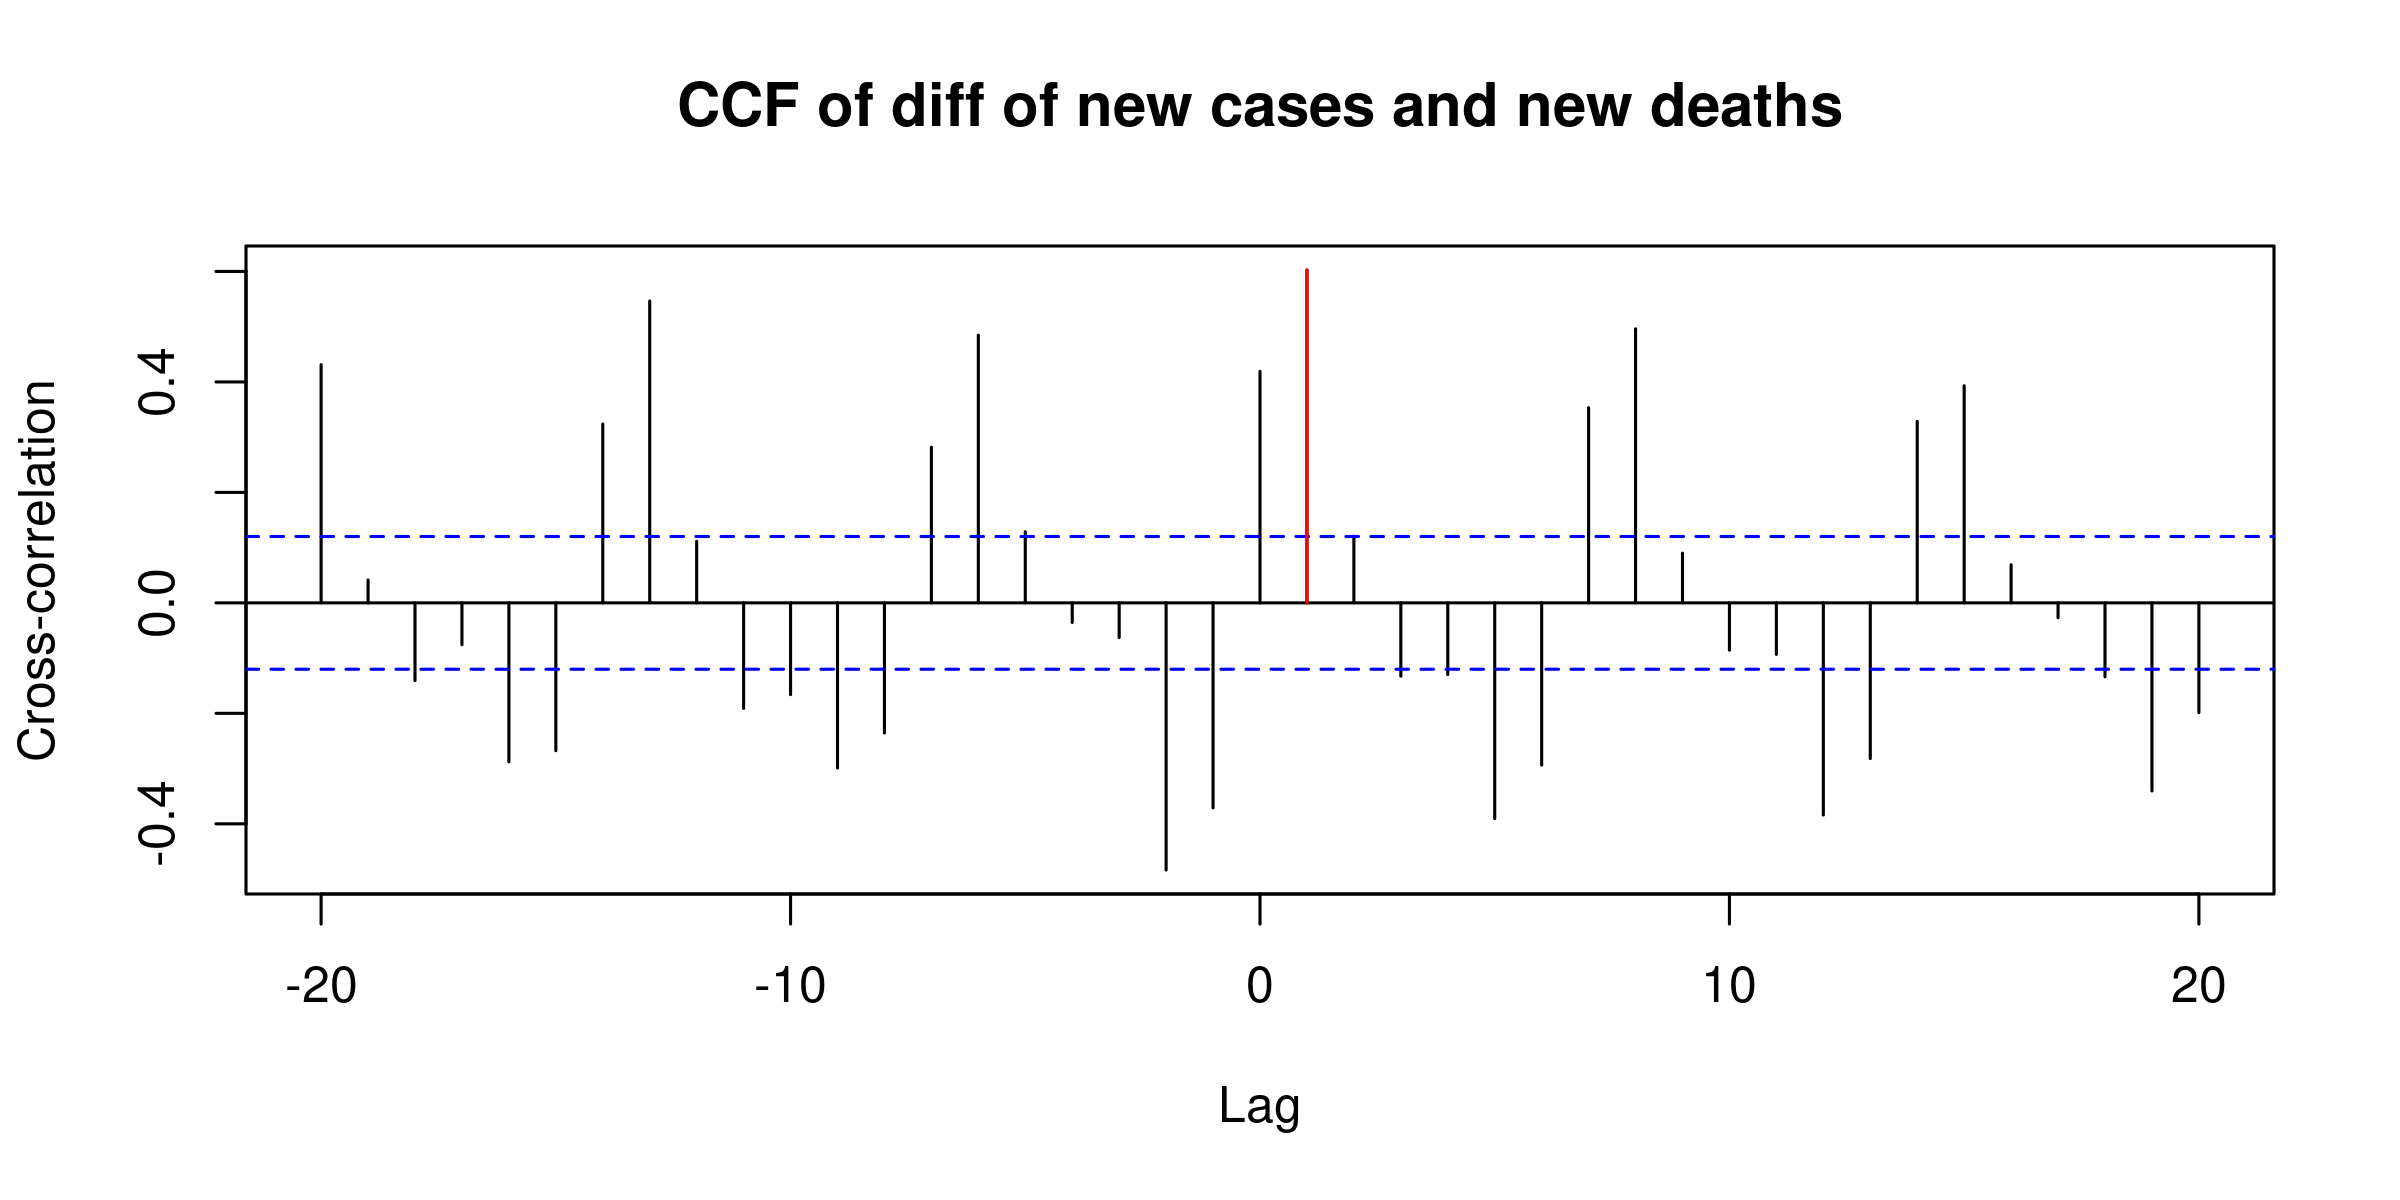 CCF of diff of new cases and new deaths
Cross-correlation
0.4
0.0
-0.4
-20 -10 0 10 20
Lag